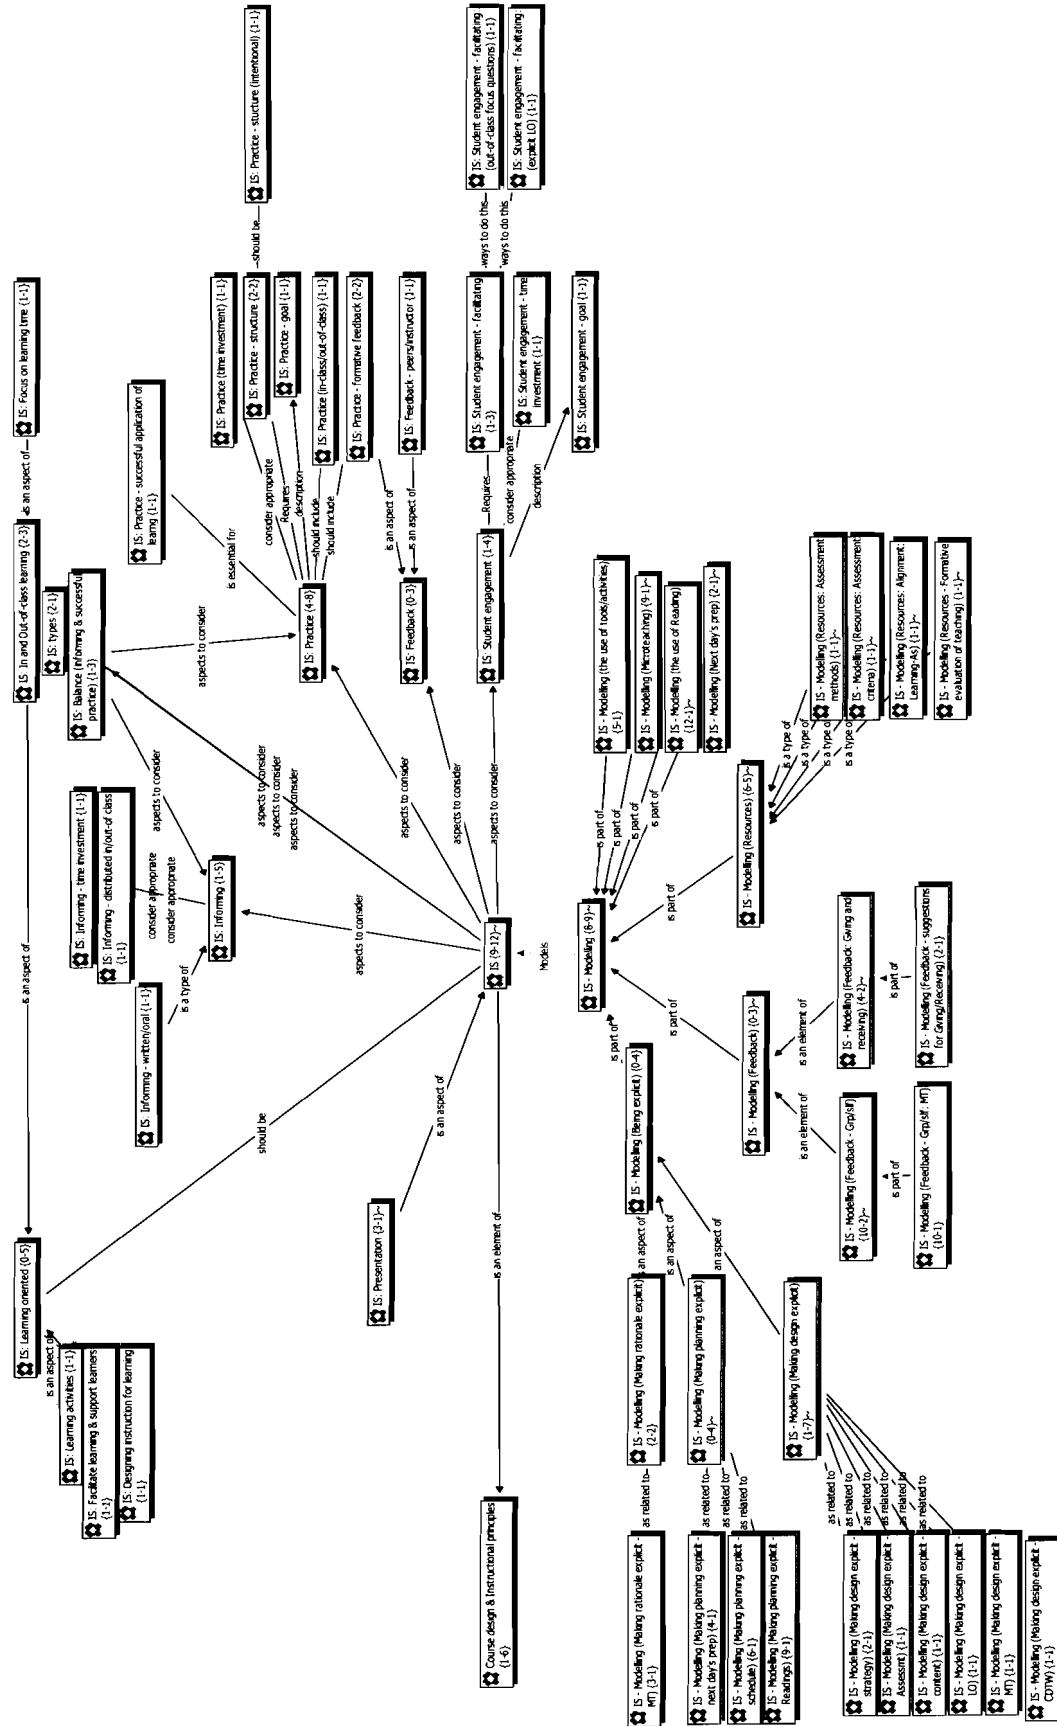 IS: Learning oriented {0-5}
is an aspect of
IS: In and Out-of-class learning {2-3}
is an aspect of
IS: Focus on learning time {1-1}
is an aspect of
IS: Learning activities {1-1}
IS: Facilitate learning & support learners
{1-1}
IS: Designing instruction for learning
{1-1}
IS: types {2-1}
IS: Balance (informing & successful
practice) {1-3}
IS: Informing - time investment {1-1}
IS: Informing - distributed in/out-of class
{1-1}
IS: Informing - written/oral {1-1}
is a type of
consider appropriate
consider appropriate
IS: Informing {1-5}
aspects to consider
aspects to consider
IS: Practice - successful application of
learng {1-1}
is essential for
IS: Practice (time investment) {1-1}
IS: Practice - structure {2-2}
should be
IS: Practice - stucture (intentional) {1-1}
IS: Practice - goal {1-1}
IS: Practice (in-class/out-of-class) {1-1}
IS: Practice - formative feedback {2-2}
consider appropriate
Requires
description
should include
should include
IS: Practice {4-8}
should be
aspects to consider
aspects to consider
aspects to consider
aspects to consider
aspects to consider
aspects to consider
aspects to consider
is an aspect of
is an aspect of
IS: Feedback {0-3}
IS: Feedback - peers/instructor {1-1}
IS: Presentation {3-1}~
is an aspect of
IS {9-12}~
IS: Student engagement {1-4}
Requires
consider appropriate
description
IS: Student engagement - facilitating
{1-3}
IS: Student engagement - time
investment {1-1}
IS: Student engagement - goal {1-1}
ways to do this
ways to do this
IS: Student engagement - facilitating
(out-of-class focus questions) {1-1}
IS: Student engagement - facilitating
(explicit LO) {1-1}
Course design & Instructional principles
{1-6}
is an element of
Models
IS - Modelling {8-9}~
is part of
is part of
is part of
is part of
IS - Modelling (the use of tools/activities)
{5-1}
IS - Modelling (Microteaching) {9-1}~
IS - Modelling (the use of Reading)
{12-1}~
IS - Modelling (Next day's prep) {2-1}~
is part of
is part of
is part of
IS - Modelling (Being explicit) {0-4}
is an aspect of
is an aspect of
an aspect of
IS - Modelling (Making rationale explicit)
{2-2}
as related to
IS - Modelling (Making rationale explicit -
MT) {3-1}
IS - Modelling (Making planning explicit)
{0-4}~
as related to
as related to
as related to
IS - Modelling (Making planning explicit -
next day's prep) {4-1}
IS - Modelling (Making planning explicit -
schedule) {6-1}
IS - Modelling (Making planning explicit -
Readings) {9-1}
IS - Modelling (Making design explicit)
{1-7}~
as related to
as related to
as related to
as related to
as related to
IS - Modelling (Making design explicit -
strategy) {2-1}
IS - Modelling (Making design explicit -
Assessmt) {1-1}
IS - Modelling (Making design explicit -
content) {1-1}
IS - Modelling (Making design explicit -
LO) {1-1}
IS - Modelling (Making design explicit -
MT) {1-1}
IS - Modelling (Making design explicit -
CDTW) {1-1}
IS - Modelling (Feedback) {0-3}~
is an element of
is an element of
IS - Modelling (Feedback - Grp/slf)
{10-2}~
is part of
IS - Modelling (Feedback - Grp/slf: MT)
{10-1}
IS - Modelling (Feedback: Giving and
receiving) {4-2}~
is part of
IS - Modelling (Feedback - suggestions
for Giving/Receiving) {2-1}
IS - Modelling (Resources) {6-5}~
is a type of
is a type of
is a type of
is a type of
IS - Modelling (Resources: Assessment
methods) {1-1}~
IS - Modelling (Resources: Assessment
criteria) {1-1}~
IS - Modelling (Resources: Alignment:
Learning-As) {1-1}~
IS - Modelling (Resources - Formative
evaluation of teaching) {1-1}~